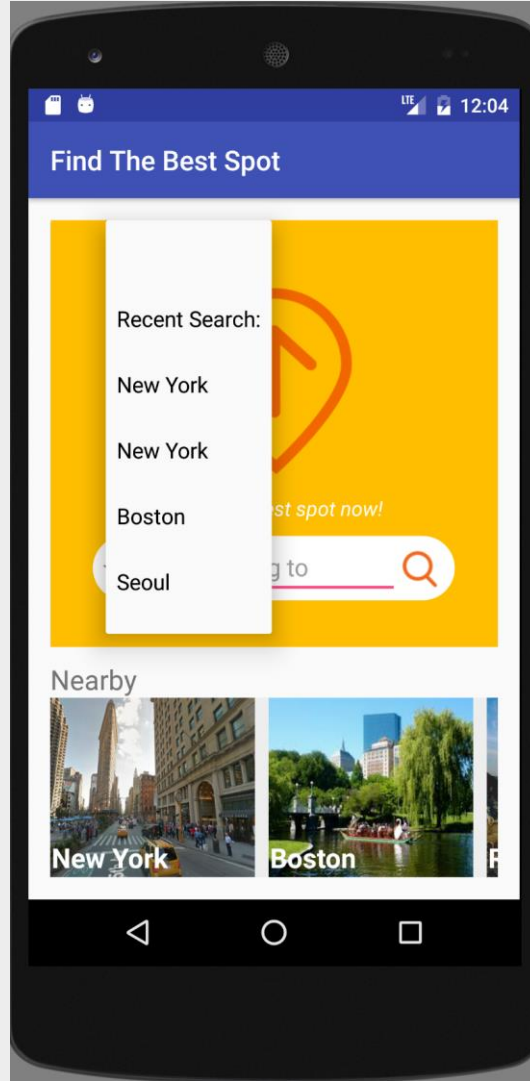 LTE 12:04
Find The Best Spot
Recent Search:
New York
New York
Boston
Seoul
spot now!
to
Nearby
New York
Boston